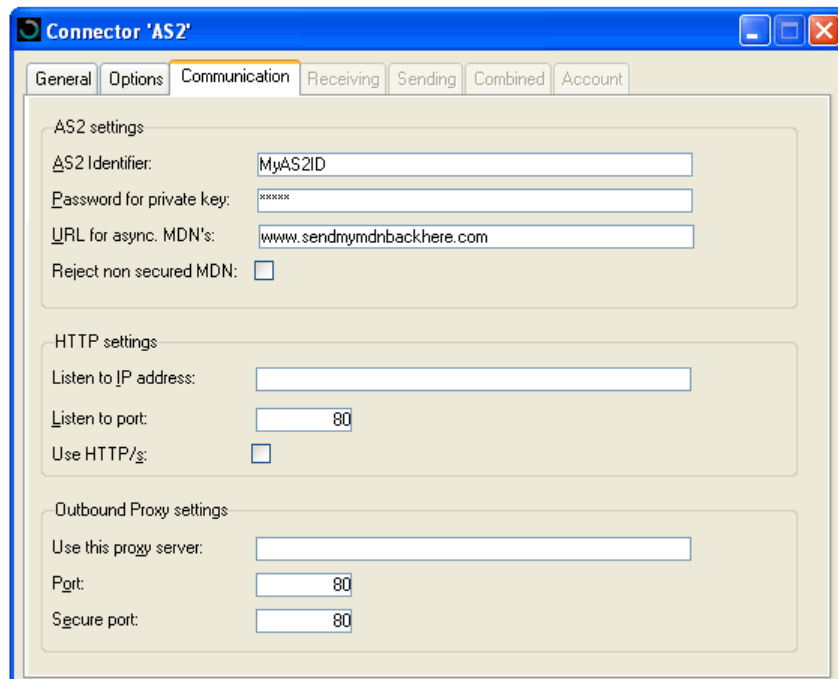 Connector 'AS2'
General Options Communication Receiving Sending Combined Account
AS2 settings
AS2 Identifier: MyAS2ID
Password for private key: *****
URL for async. MDN's: www.sendmymdnbackhere.com
Reject non secured MDN:
HTTP settings
Listen to IP address:
Listen to port: 80
Use HTTP/s:
Outbound Proxy settings
Use this proxy server:
Port: 80
Secure port: 80